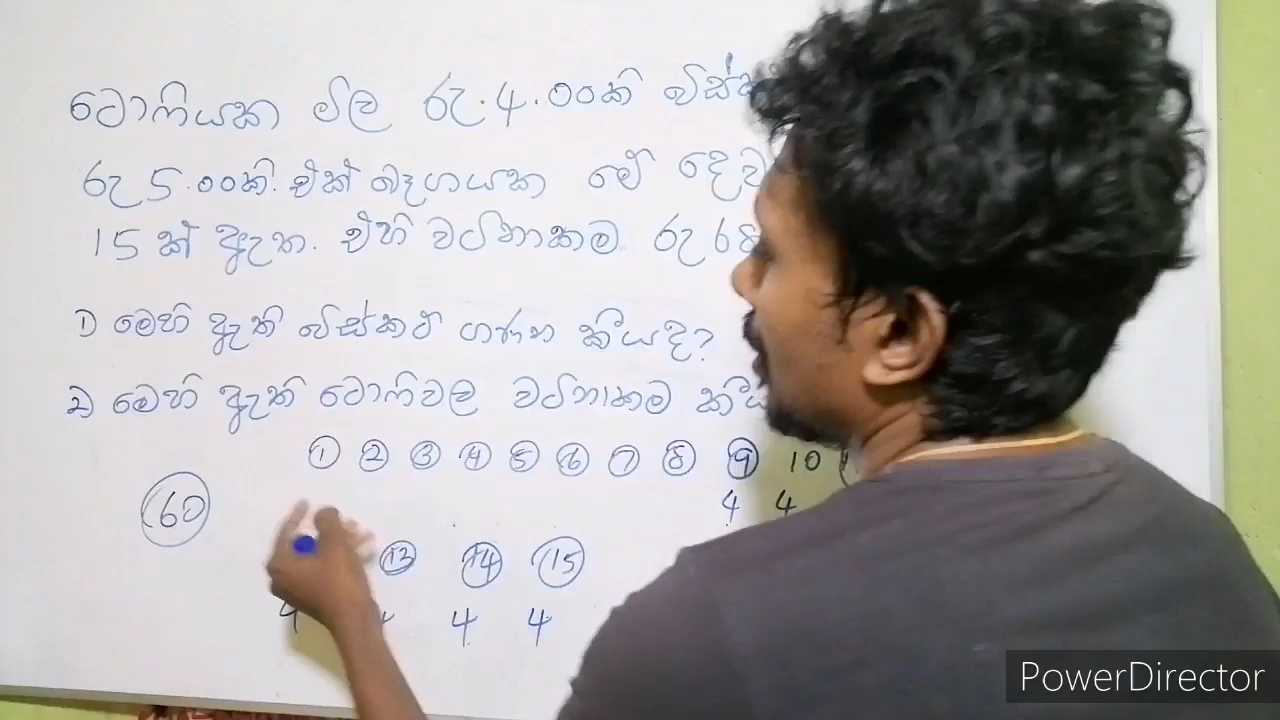 ටොෆියක මිල රු. 4.00කි
රු 5.00කි. එක් බෑගයක මේ
15 ක් ඇත. එහි වටිනාකම රු
1) මෙහි ඇති විස්කට් ගණන කීයද?
2) මෙහි ඇති ටොෆිවල වටිනාකම
1 2 3 4 5 6 7 8 9 10
4 4
60
13 14 15
4 4 4
PowerDirector